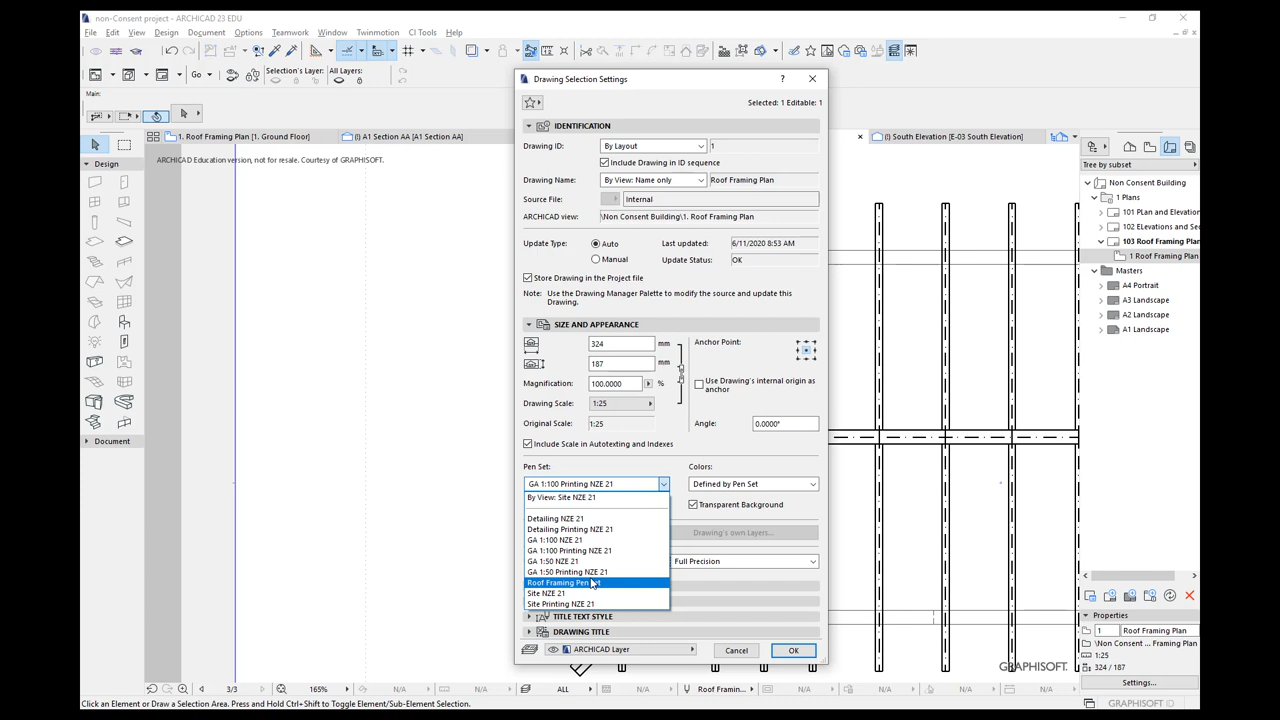 non-Consent project - ARCHICAD 23 EDU
File Edit View Design Document Options Teamwork Window Twinmotion CI Tools Help
Go
Selection's Layer: All Layers:
Main:
1. Roof Framing Plan [1. Ground Floor]
(!) A1 Section AA [A1 Section AA]
(!) South Elevation [E-03 South Elevation]
ARCHICAD Education version, not for resale. Courtesy of GRAPHISOFT.
Design
Document
Drawing Selection Settings
?
Selected: 1 Editable: 1
IDENTIFICATION
Drawing ID: By Layout 1
Include Drawing in ID sequence
Drawing Name: By View: Name only Roof Framing Plan
Source File: Internal
ARCHICAD view: \Non Consent Building\1. Roof Framing Plan
Update Type: Auto Last updated: 6/11/2020 8:53 AM
Manual Update Status: OK
Store Drawing in the Project file
Note: Use the Drawing Manager Palette to modify the source and update this
Drawing.
SIZE AND APPEARANCE
324 mm Anchor Point:
187 mm
Magnification: 100.0000 % Use Drawing's internal origin as
anchor
Drawing Scale: 1:25
Original Scale: 1:25 Angle: 0.0000°
Include Scale in Autotexting and Indexes
Pen Set: Colors:
GA 1:100 Printing NZE 21 Defined by Pen Set
By View: Site NZE 21 Transparent Background
Detailing NZE 21
Detailing Printing NZE 21 Drawing's own Layers...
GA 1:100 NZE 21
GA 1:100 Printing NZE 21
GA 1:50 NZE 21 Full Precision
GA 1:50 Printing NZE 21
Roof Framing Pen Set
Site NZE 21
Site Printing NZE 21
TITLE TEXT STYLE
DRAWING TITLE
ARCHICAD Layer Cancel OK
Tree by subset
Non Consent Building
1 Plans
101 PLan and Elevation
102 ELevations and Sec
103 Roof Framing Plan
1 Roof Framing Plan
Masters
A4 Portrait
A3 Landscape
A2 Landscape
A1 Landscape
Properties
1 Roof Framing Plan
\Non Consent ... Framing Plan
1:25
324 / 187
Settings...
GRAPHISOFT.
3/3 165% N/A N/A ALL N/A Roof Framin... N/A N/A N/A
Click an Element or Draw a Selection Area. Press and Hold Ctrl+Shift to Toggle Element/Sub-Element Selection.
GRAPHISOFT ID